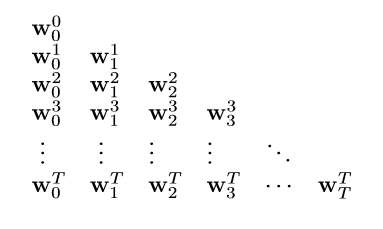 w_0^0
w_0^1 w_1^1
w_0^2 w_1^2 w_2^2
w_0^3 w_1^3 w_2^3 w_3^3
⋮ ⋮ ⋮ ⋮ ⋱
w_0^T w_1^T w_2^T w_3^T ⋯ w_T^T